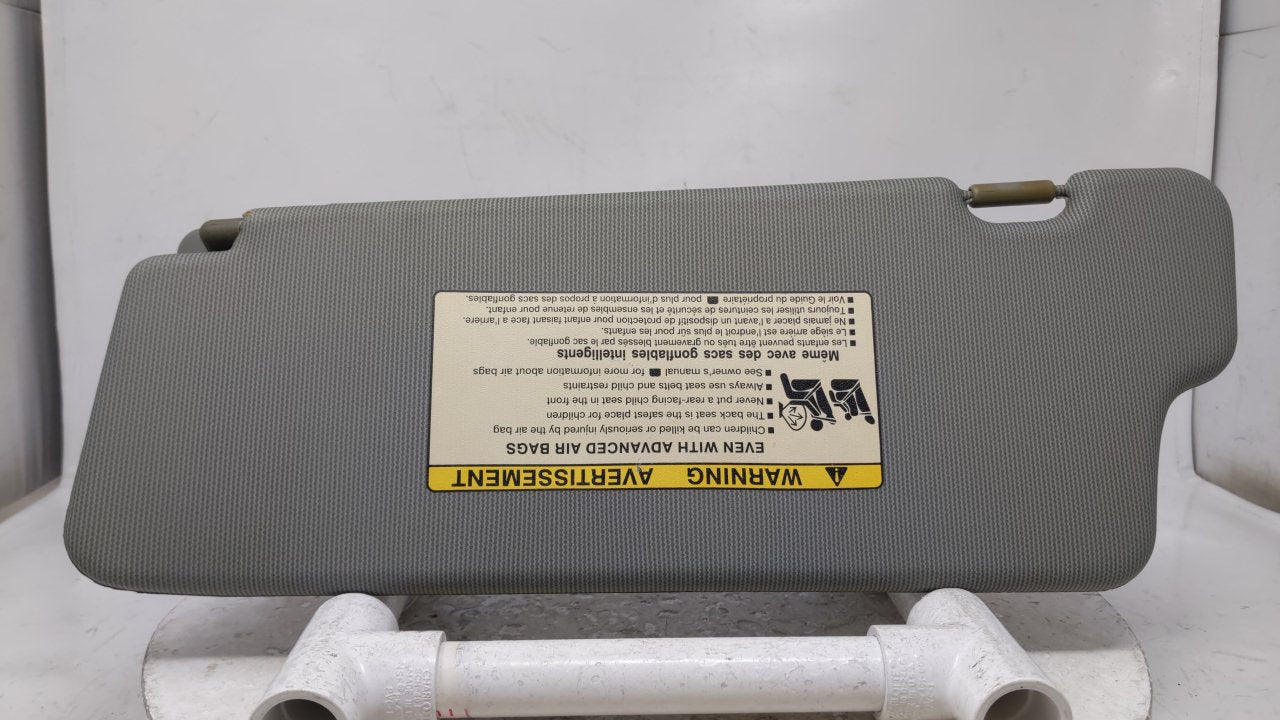 WARNING AVERTISSEMENT
EVEN WITH ADVANCED AIR BAGS
Children can be killed or seriously injured by the air bag
The back seat is the safest place for children
Never put a rear-facing child seat in the front
Always use seat belts and child restraints
See owner's manual for more information about air bags
Même avec des sacs gonflables intelligents
Les enfants peuvent être tués ou gravement blessés par le sac gonflable.
Le siège arrière est l'endroit le plus sûr pour les enfants.
Ne jamais placer a l'avant un dispositif de protection pour enfant faisant face a l'arrière.
Toujours utiliser les ceintures de sécurité et les ensembles de retenue pour enfant.
Voir le Guide du propriétaire pour plus d'information a propos des sacs gonflables.